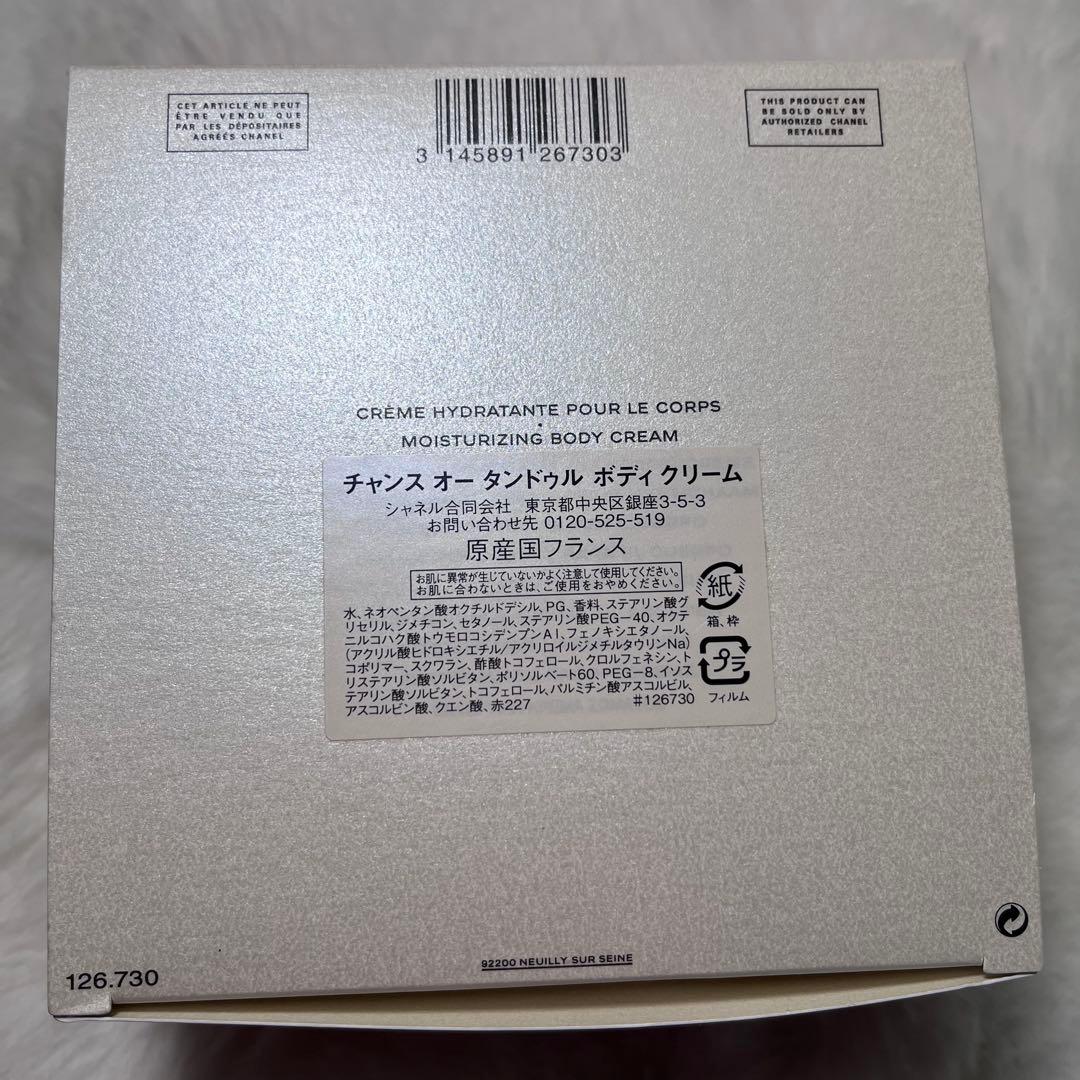 CET ARTICLE NE PEUT
ÊTRE VENDU QUE
PAR LES DÉPOSITAIRES
AGRÉÉS CHANEL
3 145891 267303
THIS PRODUCT CAN
BE SOLD ONLY BY
AUTHORIZED CHANEL
RETAILERS
CRÈME HYDRATANTE POUR LE CORPS
•
MOISTURIZING BODY CREAM
チャンス オー タンドゥル ボディ クリーム
シャネル合同会社 東京都中央区銀座3-5-3
お問い合わせ先 0120-525-519
原産国フランス
お肌に異常が生じていないかよく注意して使用してください。
お肌に合わないときは、ご使用をおやめください。
水、ネオペンタン酸オクチルドデシル、PG、香料、ステアリン酸グ
リセリル、ジメチコン、セタノール、ステアリン酸PEG-40、オクテ
ニルコハク酸トウモロコシデンプンAl、フェノキシエタノール、
(アクリル酸ヒドロキシエチル/アクリロイルジメチルタウリンNa)
コポリマー、スクワラン、酢酸トコフェロール、クロルフェネシン、ト
リステアリン酸ソルビタン、ポリソルベート60、PEG-8、イソス
テアリン酸ソルビタン、トコフェロール、パルミチン酸アスコルビル、
アスコルビン酸、クエン酸、赤227 #126730
紙
箱、枠
プラ
フィルム
92200 NEUILLY SUR SEINE
126.730